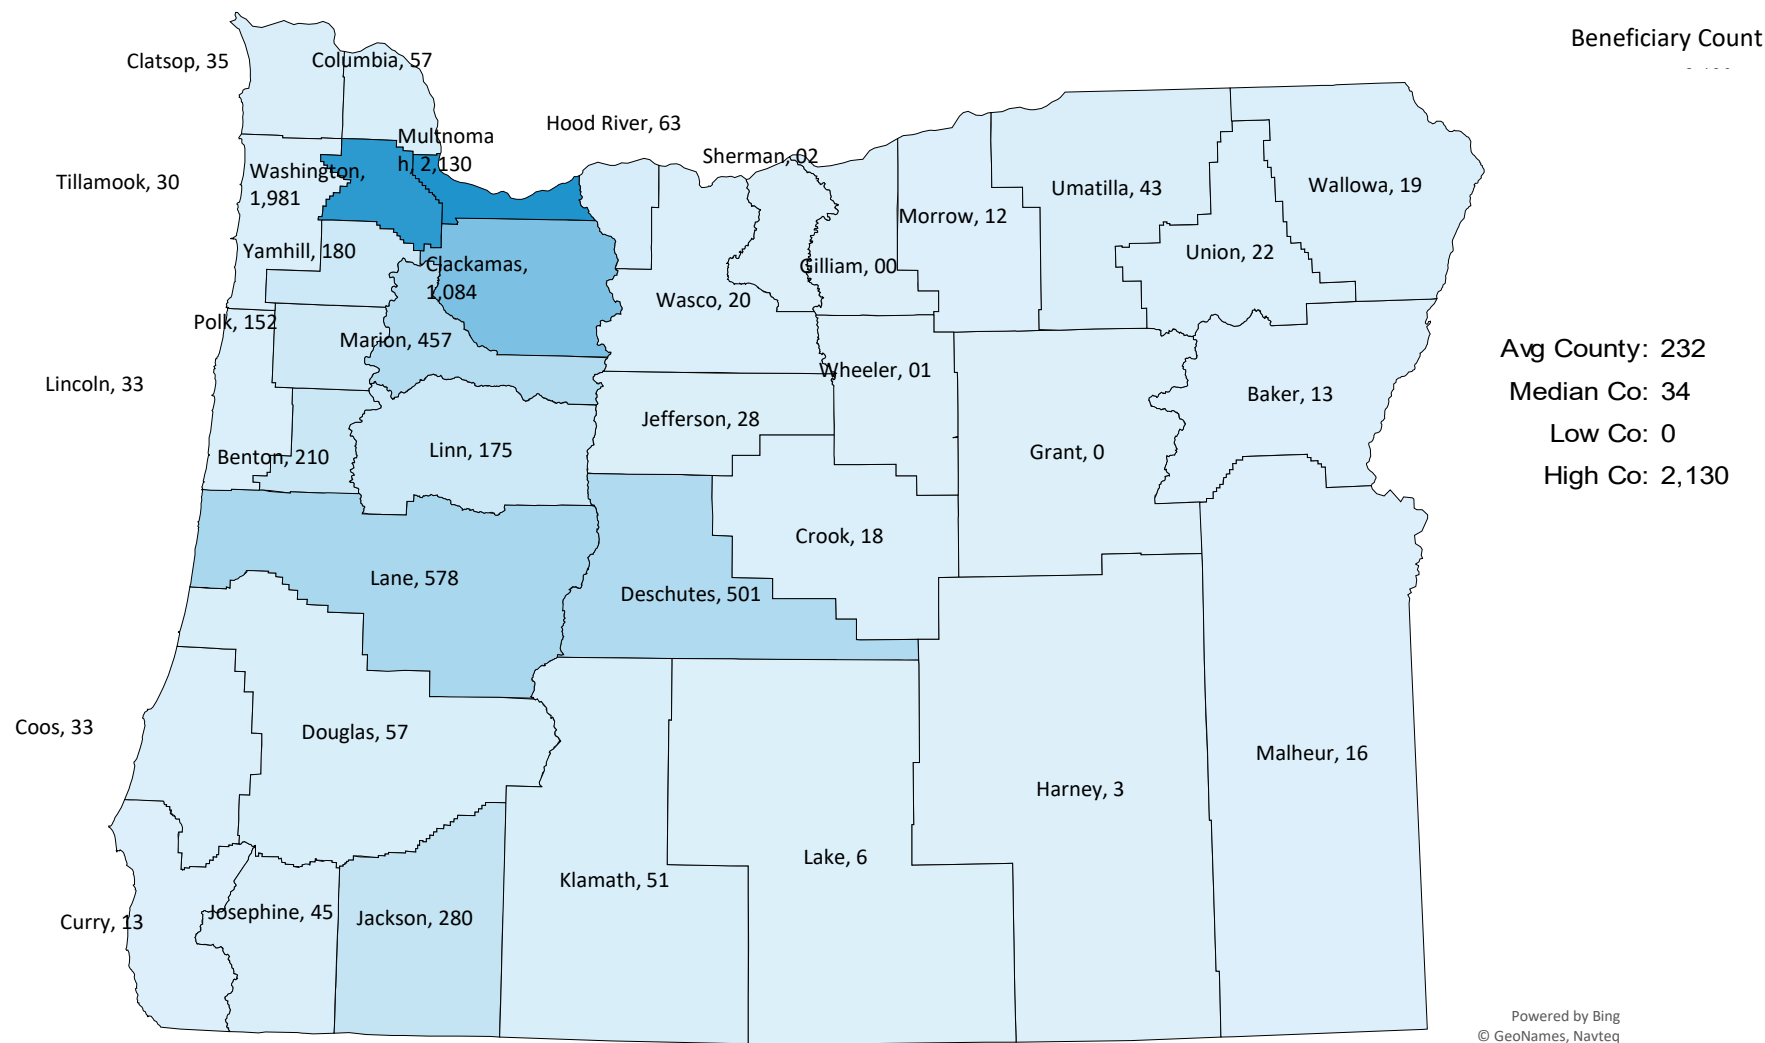 Beneficiary Count
Clatsop, 35
Columbia, 57
Hood River, 63
Multnoma
h, 2,130
Sherman, 02
Tillamook, 30
Washington,
1,981
Umatilla, 43
Wallowa, 19
Morrow, 12
Yamhill, 180
Clackamas,
1,084
Gilliam, 00
Union, 22
Wasco, 20
Polk, 152
Marion, 457
Avg County: 232
Median Co: 34
Low Co: 0
High Co: 2,130
Lincoln, 33
Wheeler, 01
Baker, 13
Jefferson, 28
Benton, 210
Linn, 175
Grant, 0
Crook, 18
Lane, 578
Deschutes, 501
Coos, 33
Douglas, 57
Malheur, 16
Harney, 3
Lake, 6
Klamath, 51
Curry, 13
Josephine, 45
Jackson, 280
Powered by Bing
© GeoNames, Navteq